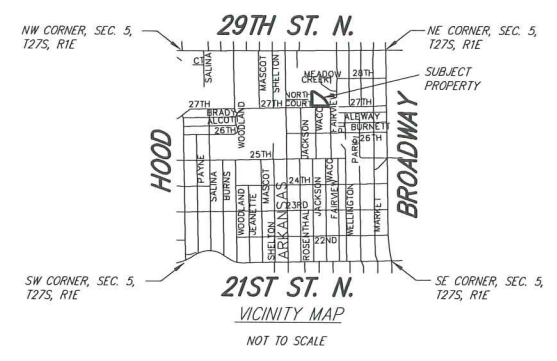 NW CORNER, SEC. 5,
T27S, R1E
29TH ST. N.
NE CORNER, SEC. 5,
T27S, R1E
SUBJECT
PROPERTY
CT
SALINA
MASCOT
SHELTON
MEADOW
CREEK
28TH
NORTH
COURT
27TH
27TH
27TH
BRADY
ALCOTT
26TH
WOODLAND
JACKSON
WACO
FAIRVIEW
PL
ALEWAY
BURNETT
26TH
PARK
25TH
HOOD
BROADWAY
PAYNE
SALINA
BURNS
WOODLAND
JEANETTE
MASCOT
SHELTON
ARKANSAS
24TH
23RD
22ND
ROSENTHAL
JACKSON
WACO
FAIRVIEW
WELLINGTON
MARKET
SW CORNER, SEC. 5,
T27S, R1E
21ST ST. N.
SE CORNER, SEC. 5,
T27S, R1E
VICINITY MAP
NOT TO SCALE